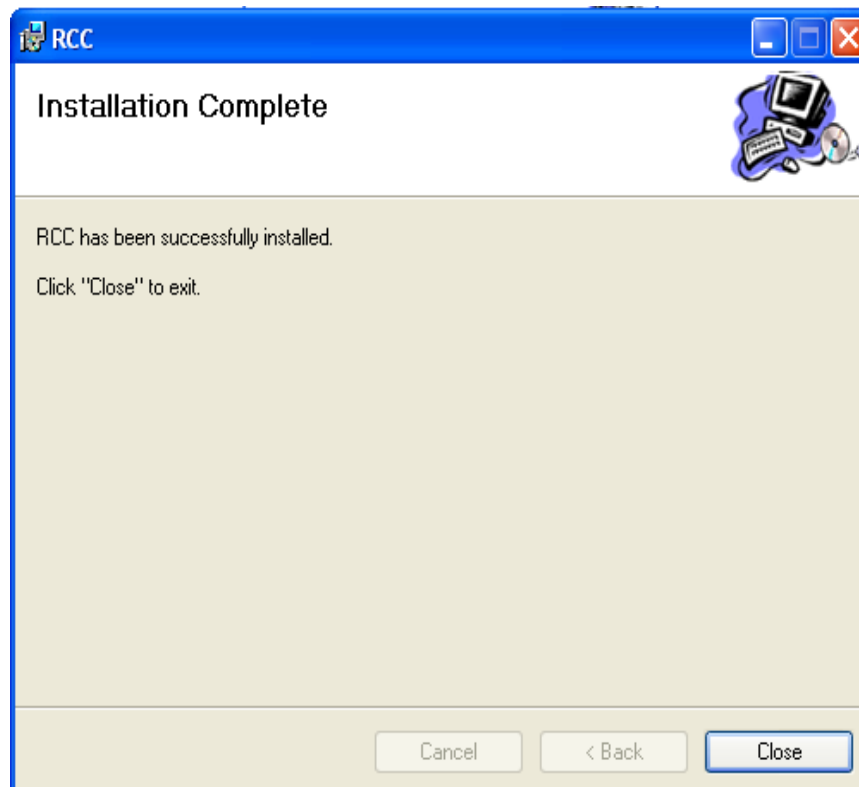 RCC
Installation Complete
RCC has been successfully installed.
Click "Close" to exit.
Cancel
< Back
Close